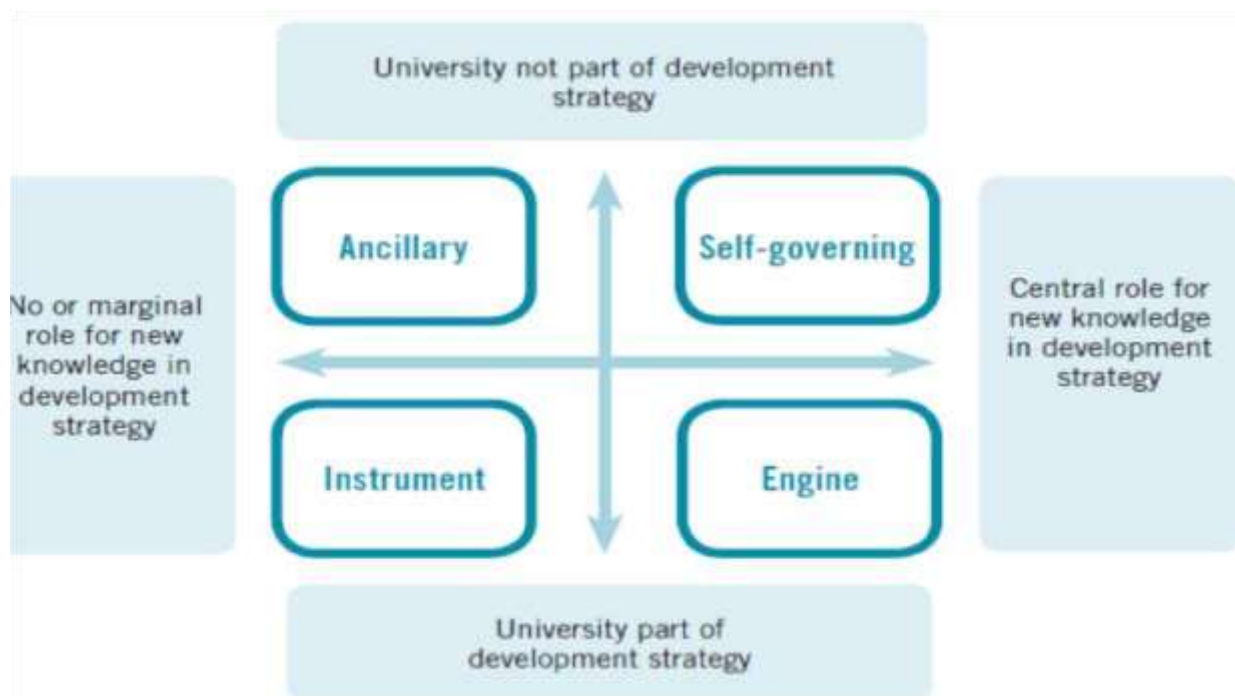 University not part of development
strategy
Ancillary
Self-governing
No or marginal
role for new
knowledge in
development
strategy
Central role for
new knowledge
in development
strategy
Instrument
Engine
University part of
development strategy